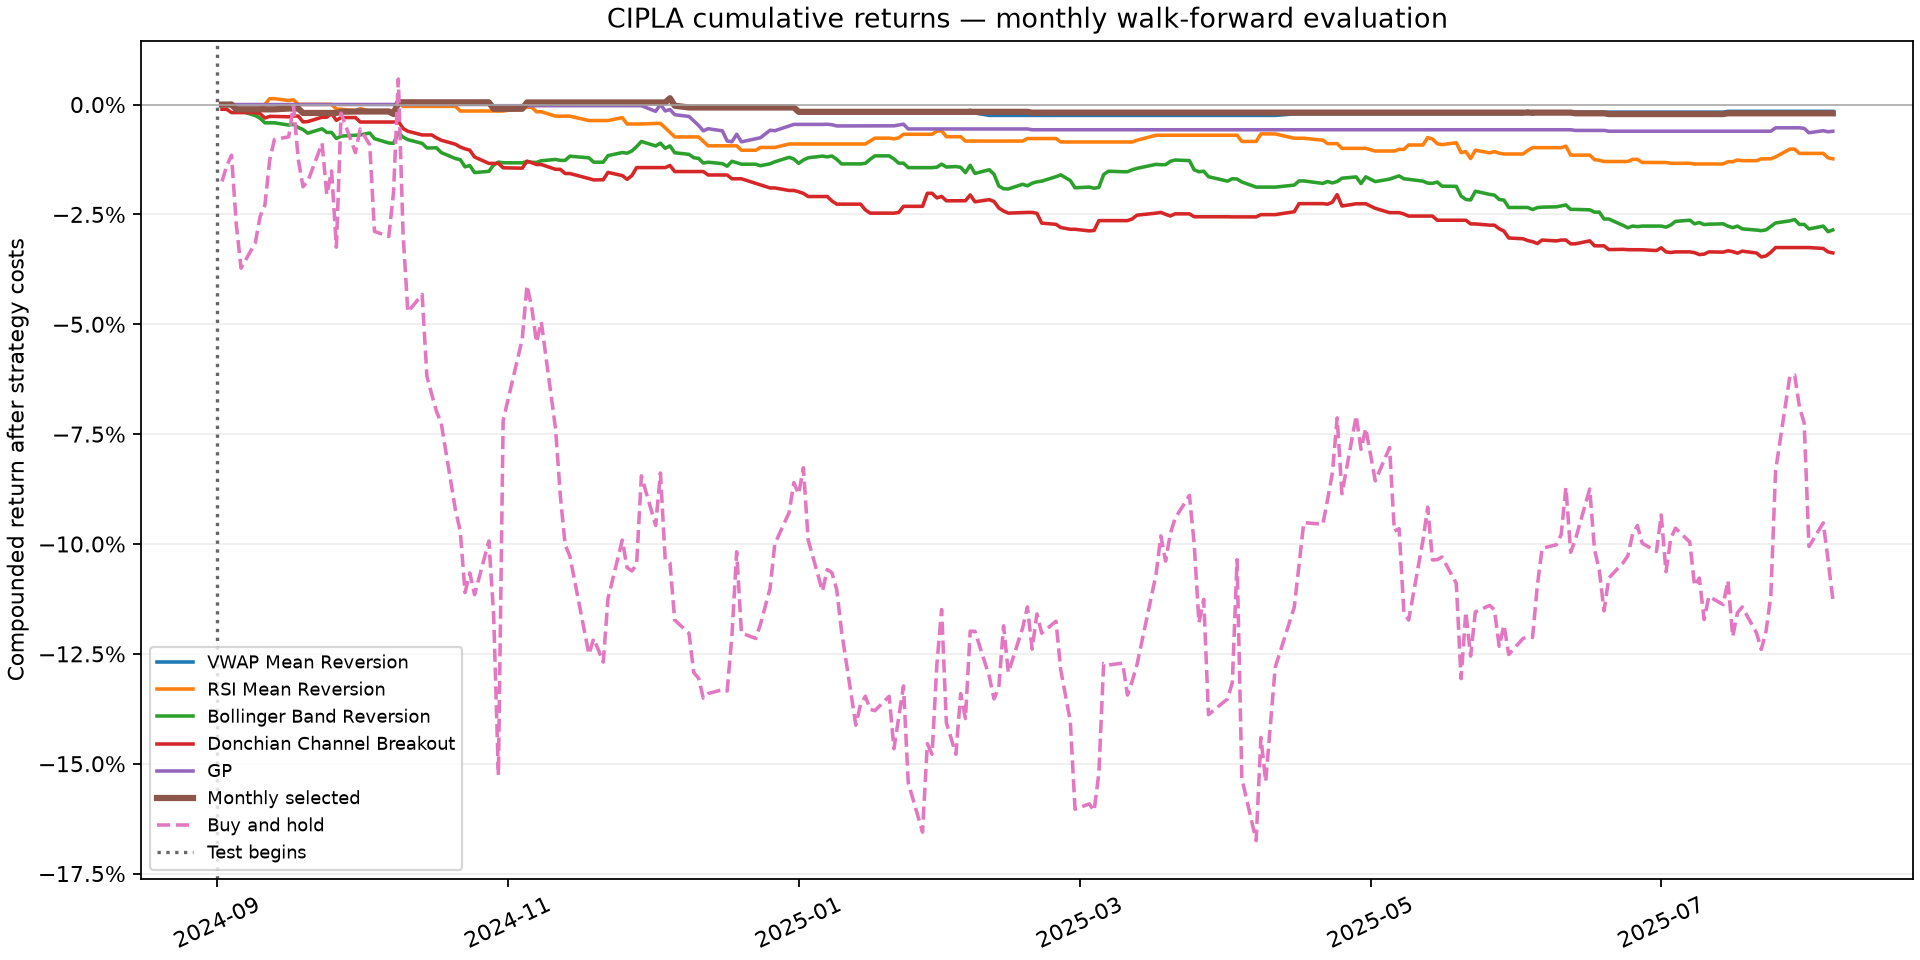 CIPLA cumulative returns — monthly walk-forward evaluation
Compounded return after strategy costs
0.0%
−2.5%
−5.0%
−7.5%
−10.0%
−12.5%
−15.0%
−17.5%
VWAP Mean Reversion
RSI Mean Reversion
Bollinger Band Reversion
Donchian Channel Breakout
GP
Monthly selected
Buy and hold
Test begins
2024-09
2024-11
2025-01
2025-03
2025-05
2025-07